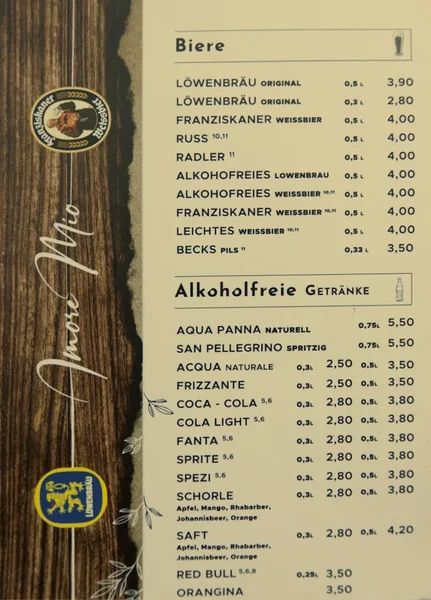 Biere
LÖWENBRÄU ORIGINAL 0,5 L 3,90
LÖWENBRÄU ORIGINAL 0,3 L 2,80
FRANZISKANER WEISSBIER 0,5 L 4,00
RUSS 10,11 0,5 L 4,00
RADLER 11 0,5 L 4,00
ALKOHOFREIES LOWENBRAU 0,5 L 4,00
ALKOHOFREIES WEISSBIER 10,11 0,5 L 4,00
FRANZISKANER WEISSBIER 10,11 0,5 L 4,00
LEICHTES WEISSBIER 10,11 0,5 L 4,00
BECKS PILS 11 0,33 L 3,50
Alkoholfreie GETRÄNKE
AQUA PANNA NATURELL 0,75L 5,50
SAN PELLEGRINO SPRITZIG 0,75L 5,50
ACQUA NATURALE 0,3L 2,50 0,5L 3,50
FRIZZANTE 0,3L 2,50 0,5L 3,50
COCA - COLA 5,6 0,3L 2,80 0,5L 3,80
COLA LIGHT 5,6 0,3L 2,80 0,5L 3,80
FANTA 5,6 0,3L 2,80 0,5L 3,80
SPRITE 5,6 0,3L 2,80 0,5L 3,80
SPEZI 5,6 0,3L 2,80 0,5L 3,80
SCHORLE 0,3L 2,80 0,5L 3,80
Apfel, Mango, Rhabarber,
Johannisbeer, Orange
SAFT 0,3L 2,80 0,5L 4,20
Apfel, Mango, Rhabarber,
Johannisbeer, Orange
RED BULL 5,6,8 0,25L 3,50
ORANGINA 3,50
Franziskaner
Weissbier
Amore Mio
LÖWENBRÄU